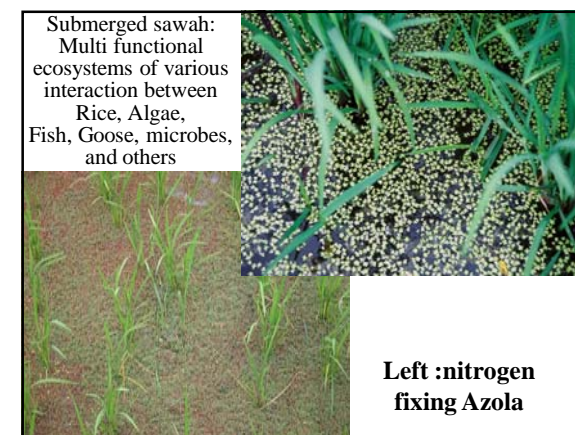 Submerged sawah:
Multi functional
ecosystems of various
interaction between
Rice, Algae,
Fish, Goose, microbes,
and others
Left :nitrogen
fixing Azola